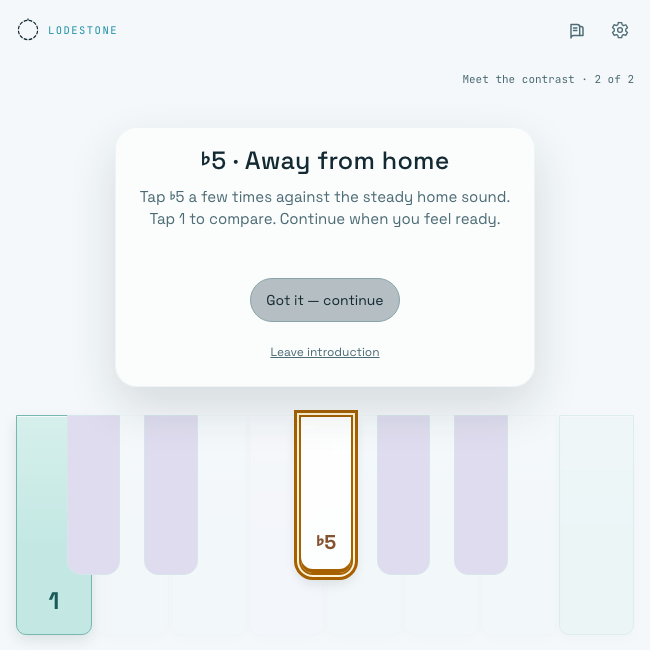 LODESTONE
Meet the contrast · 2 of 2
♭5 · Away from home
Tap ♭5 a few times against the steady home sound.
Tap 1 to compare. Continue when you feel ready.
Got it — continue
Leave introduction
♭5
1